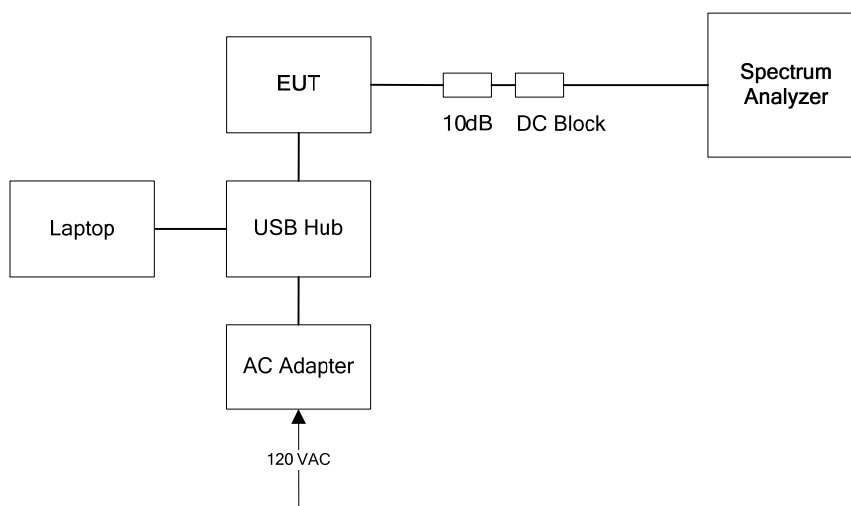 EUT
Spectrum
Analyzer
10dB
DC Block
Laptop
USB Hub
AC Adapter
120 VAC